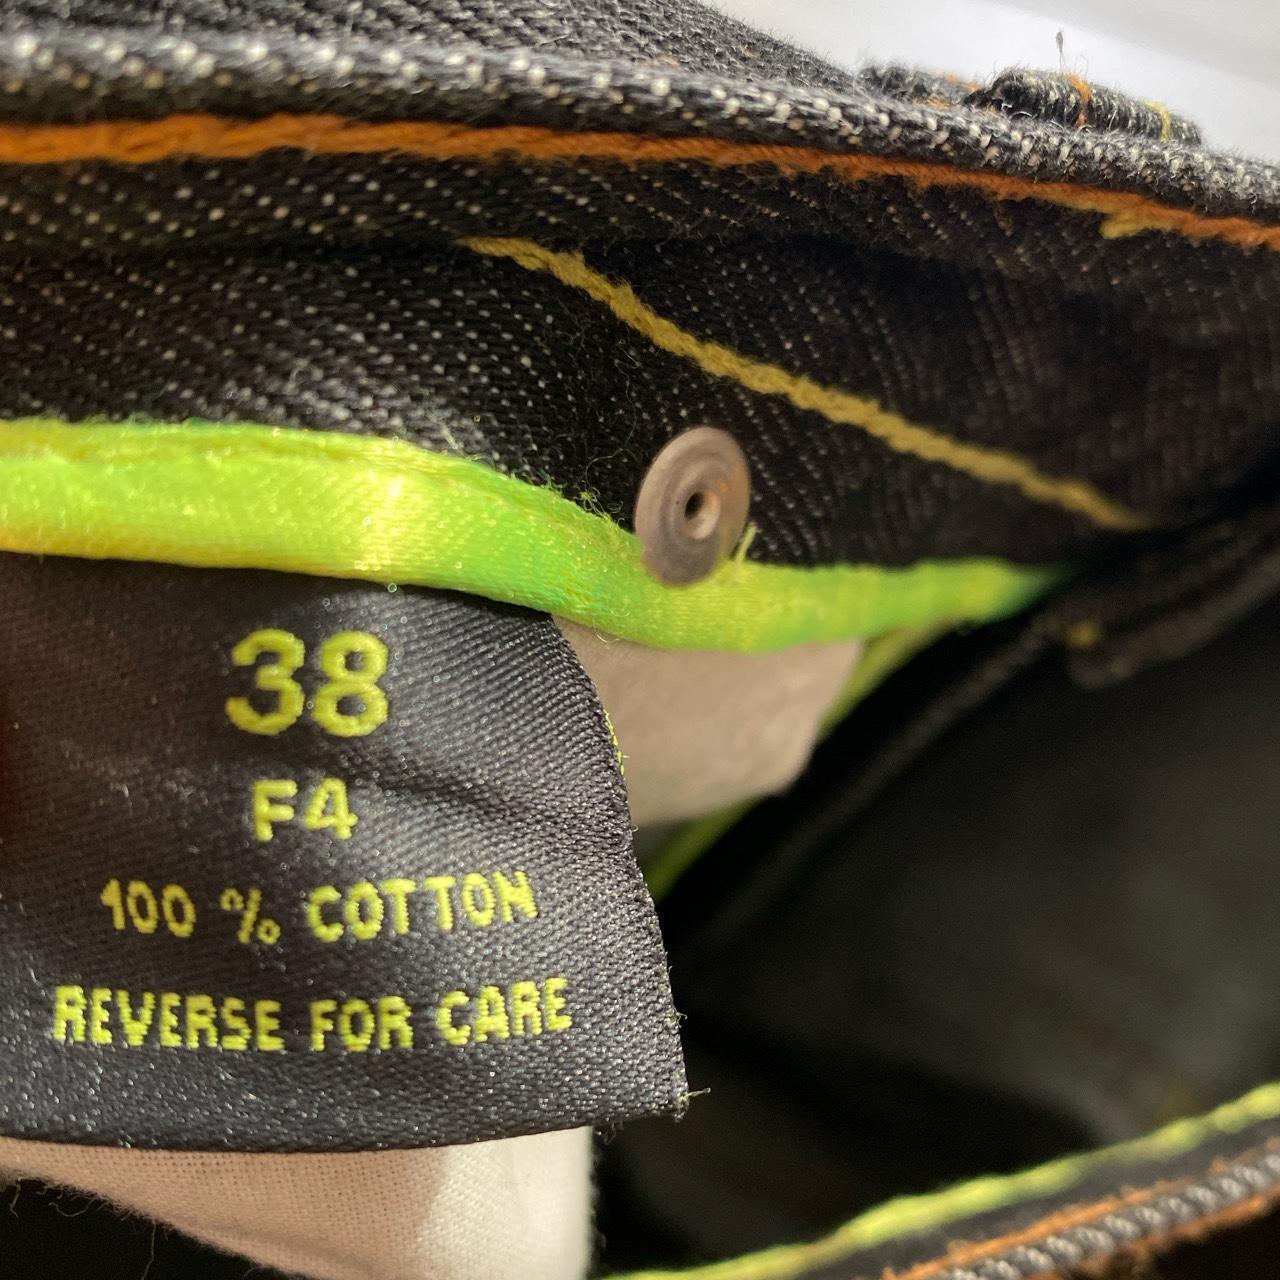 38
F4
100 % COTTON
REVERSE FOR CARE